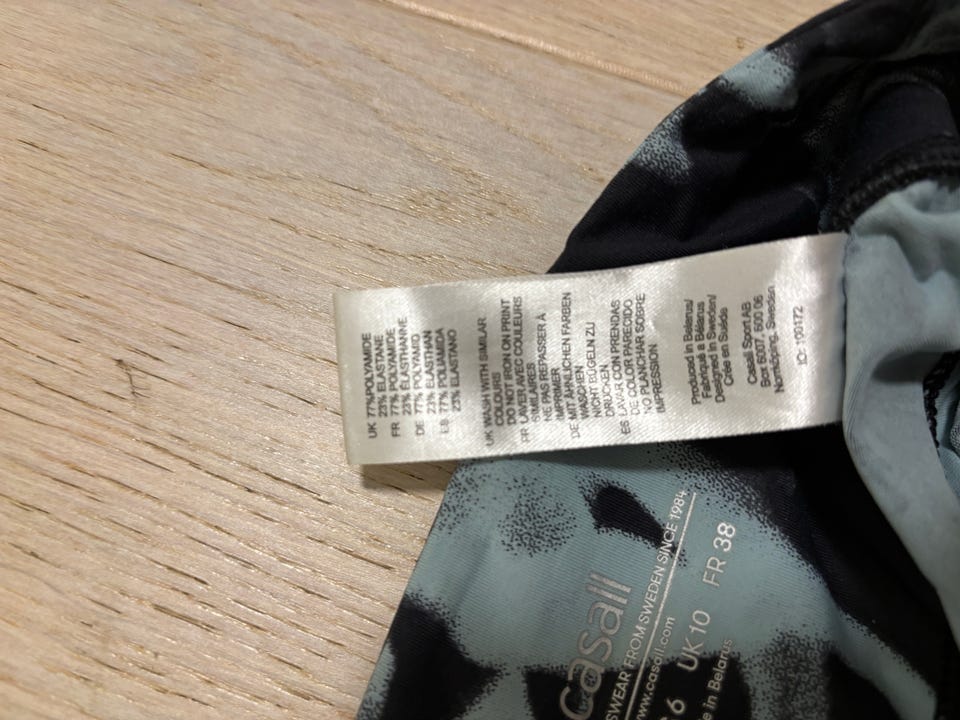 UK 77%POLYAMIDE
23% ELASTANE
FR 77% POLYAMIDE
23% ÉLASTHANNE
DE 77% POLYAMID
23% ELASTHAN
ES 77% POLIAMIDA
23% ELASTANO
UK WASH WITH SIMILAR
COLOURS
DO NOT IRON ON PRINT
FR LAVER AVEC COULEURS
SIMILAIRES
NE PAS REPASSER À
IMPRIMER
DE MIT ÄHNLICHEN FARBEN
WASCHEN
NICHT BÜGELN ZU
DRUCKEN
ES LAVAR CON PRENDAS
DE COLOR PARECIDO
NO PLANCHAR SOBRE
IMPRESSIÓN
Produced in Belarus/
Fabriqué à Bélarus
Designed in Sweden/
Crée en Suède
Casall Sport AB
Box 6007, 600 06
Norrköping, Sweden
ID: 100172
casall
SWEAR FROM SWEDEN SINCE 1984
www.casall.com
6 UK 10 FR 38
in Belarus